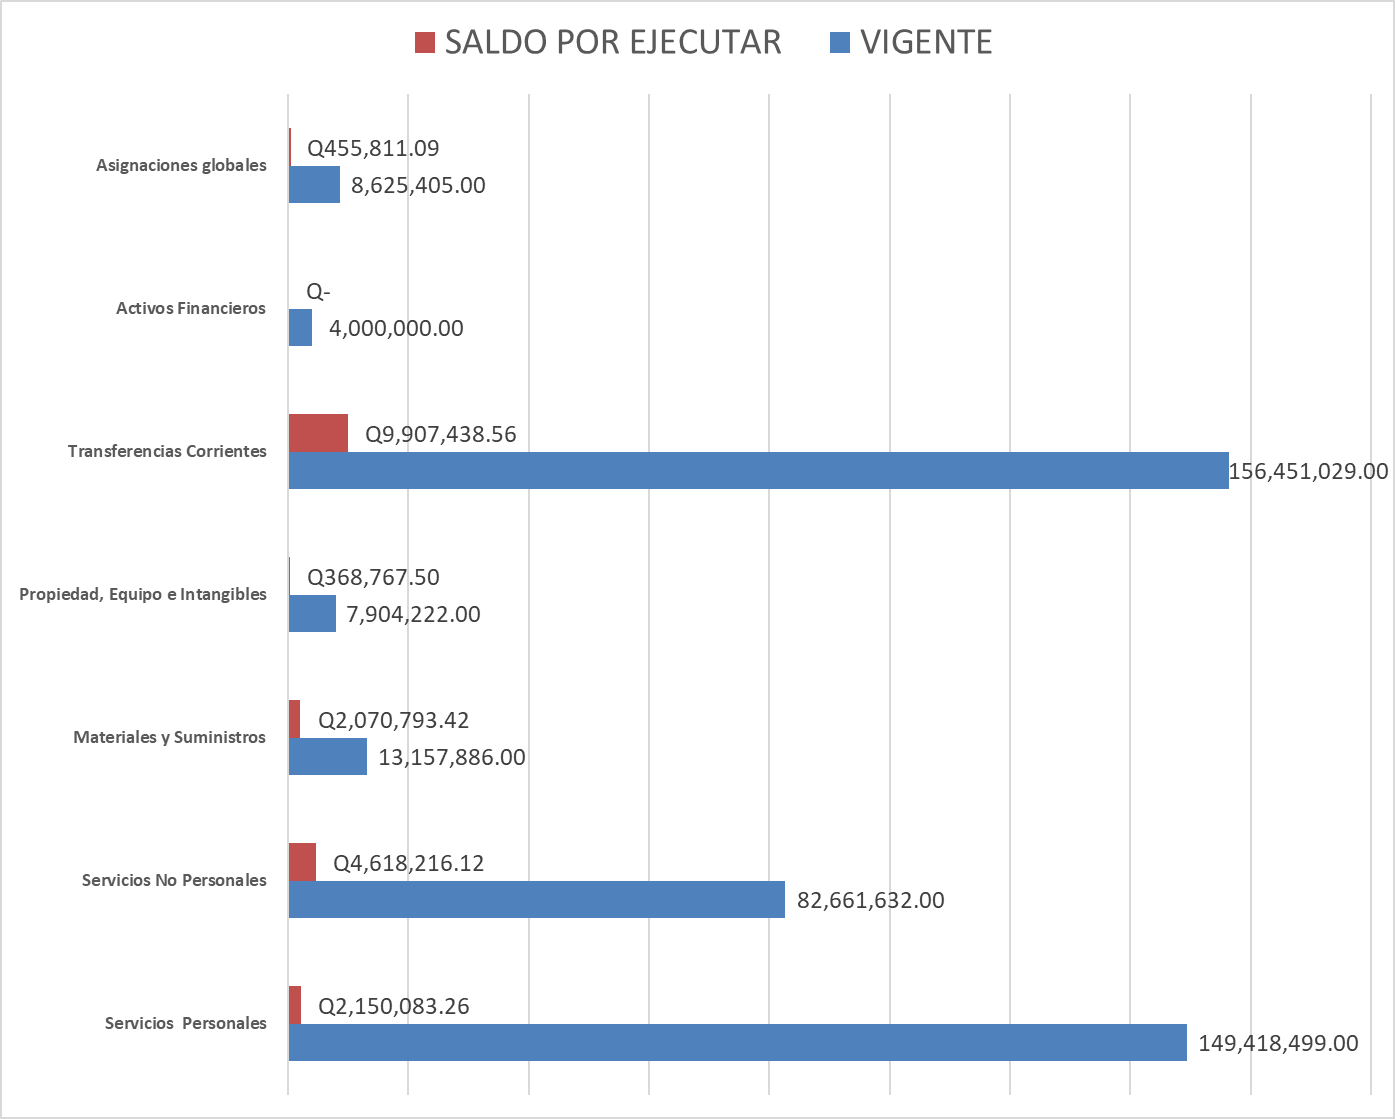 SALDO POR EJECUTAR VIGENTE
Asignaciones globales
Q455,811.09
8,625,405.00
Activos Financieros
Q-
4,000,000.00
Transferencias Corrientes
Q9,907,438.56
156,451,029.00
Propiedad, Equipo e Intangibles
Q368,767.50
7,904,222.00
Materiales y Suministros
Q2,070,793.42
13,157,886.00
Servicios No Personales
Q4,618,216.12
82,661,632.00
Servicios  Personales
Q2,150,083.26
149,418,499.00